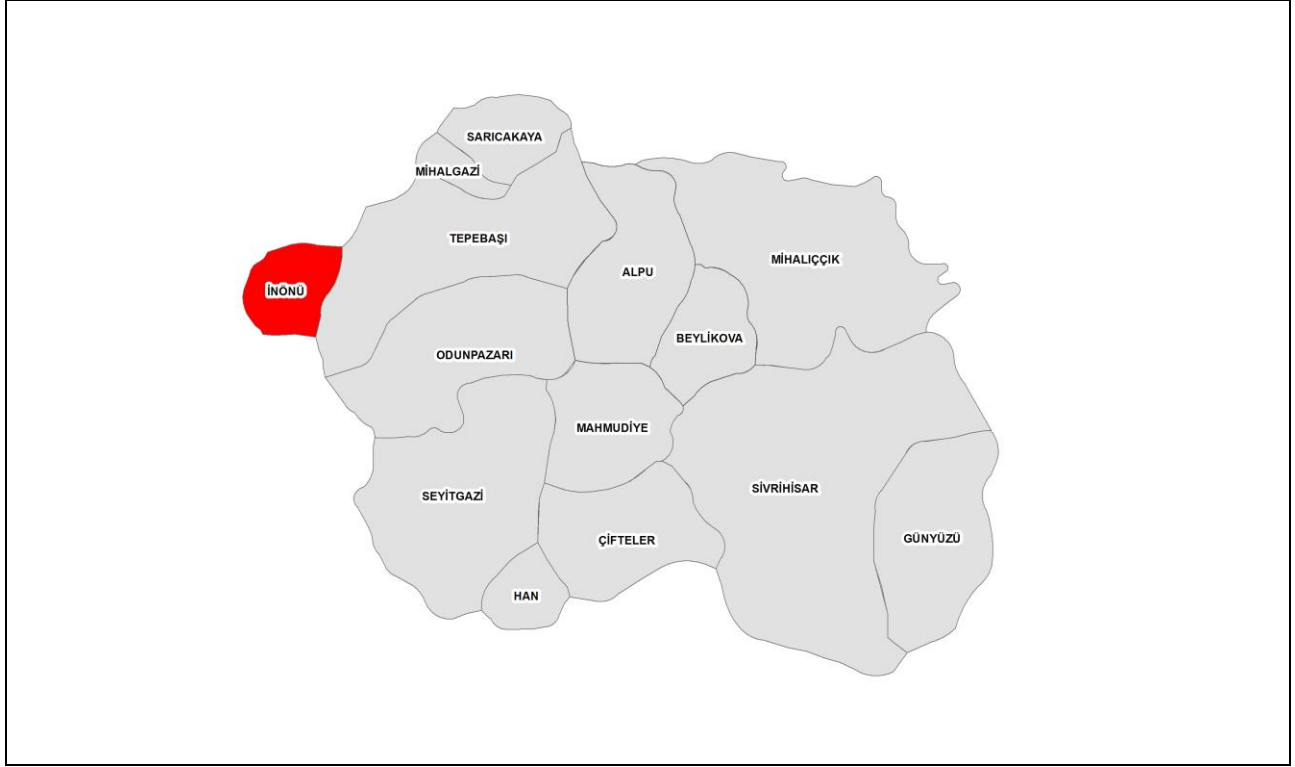 SARICAKAYA
MİHALGAZİ
TEPEBAŞI
MİHALIÇÇIK
ALPU
İNÖNÜ
BEYLİKOVA
ODUNPAZARI
MAHMUDİYE
SİVRİHİSAR
SEYİTGAZİ
GÜNYÜZÜ
ÇİFTELER
HAN